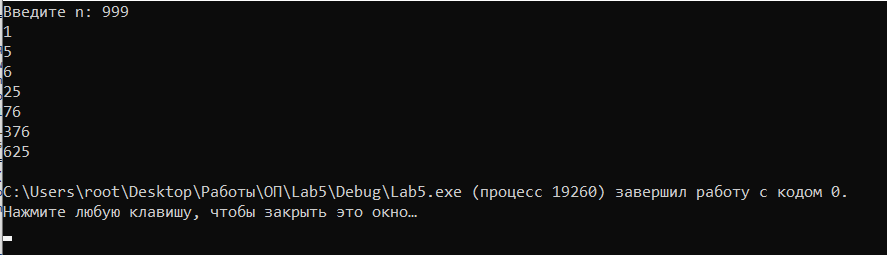 Введите n: 999
1
5
6
25
76
376
625
C:\Users\root\Desktop\Работы\ОП\Lab5\Debug\Lab5.exe (процесс 19260) завершил работу с кодом 0.
Нажмите любую клавишу, чтобы закрыть это окно…